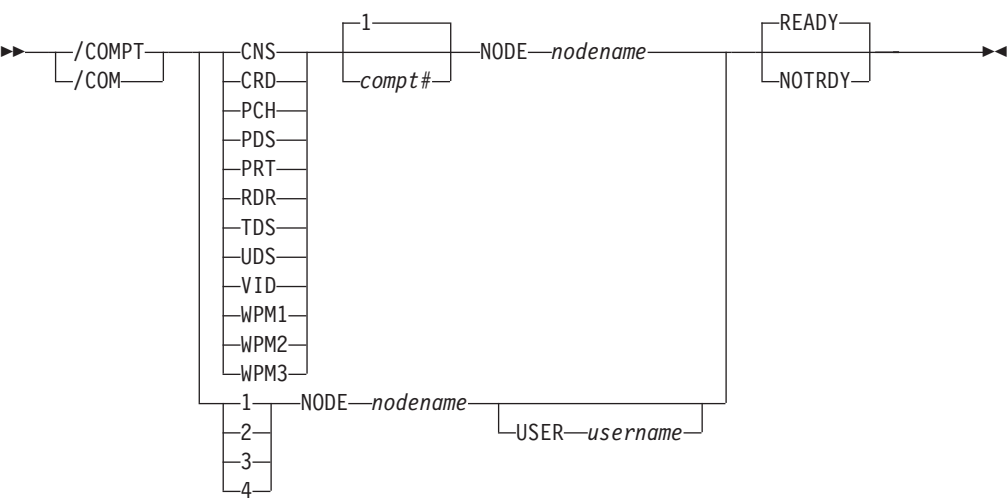 1 READY
/COMPT CNS NODE nodename
/COM CRD compt# NOTRDY
PCH
PDS
PRT
RDR
TDS
UDS
VID
WPM1
WPM2
WPM3
1 NODE nodename
2 USER username
3
4